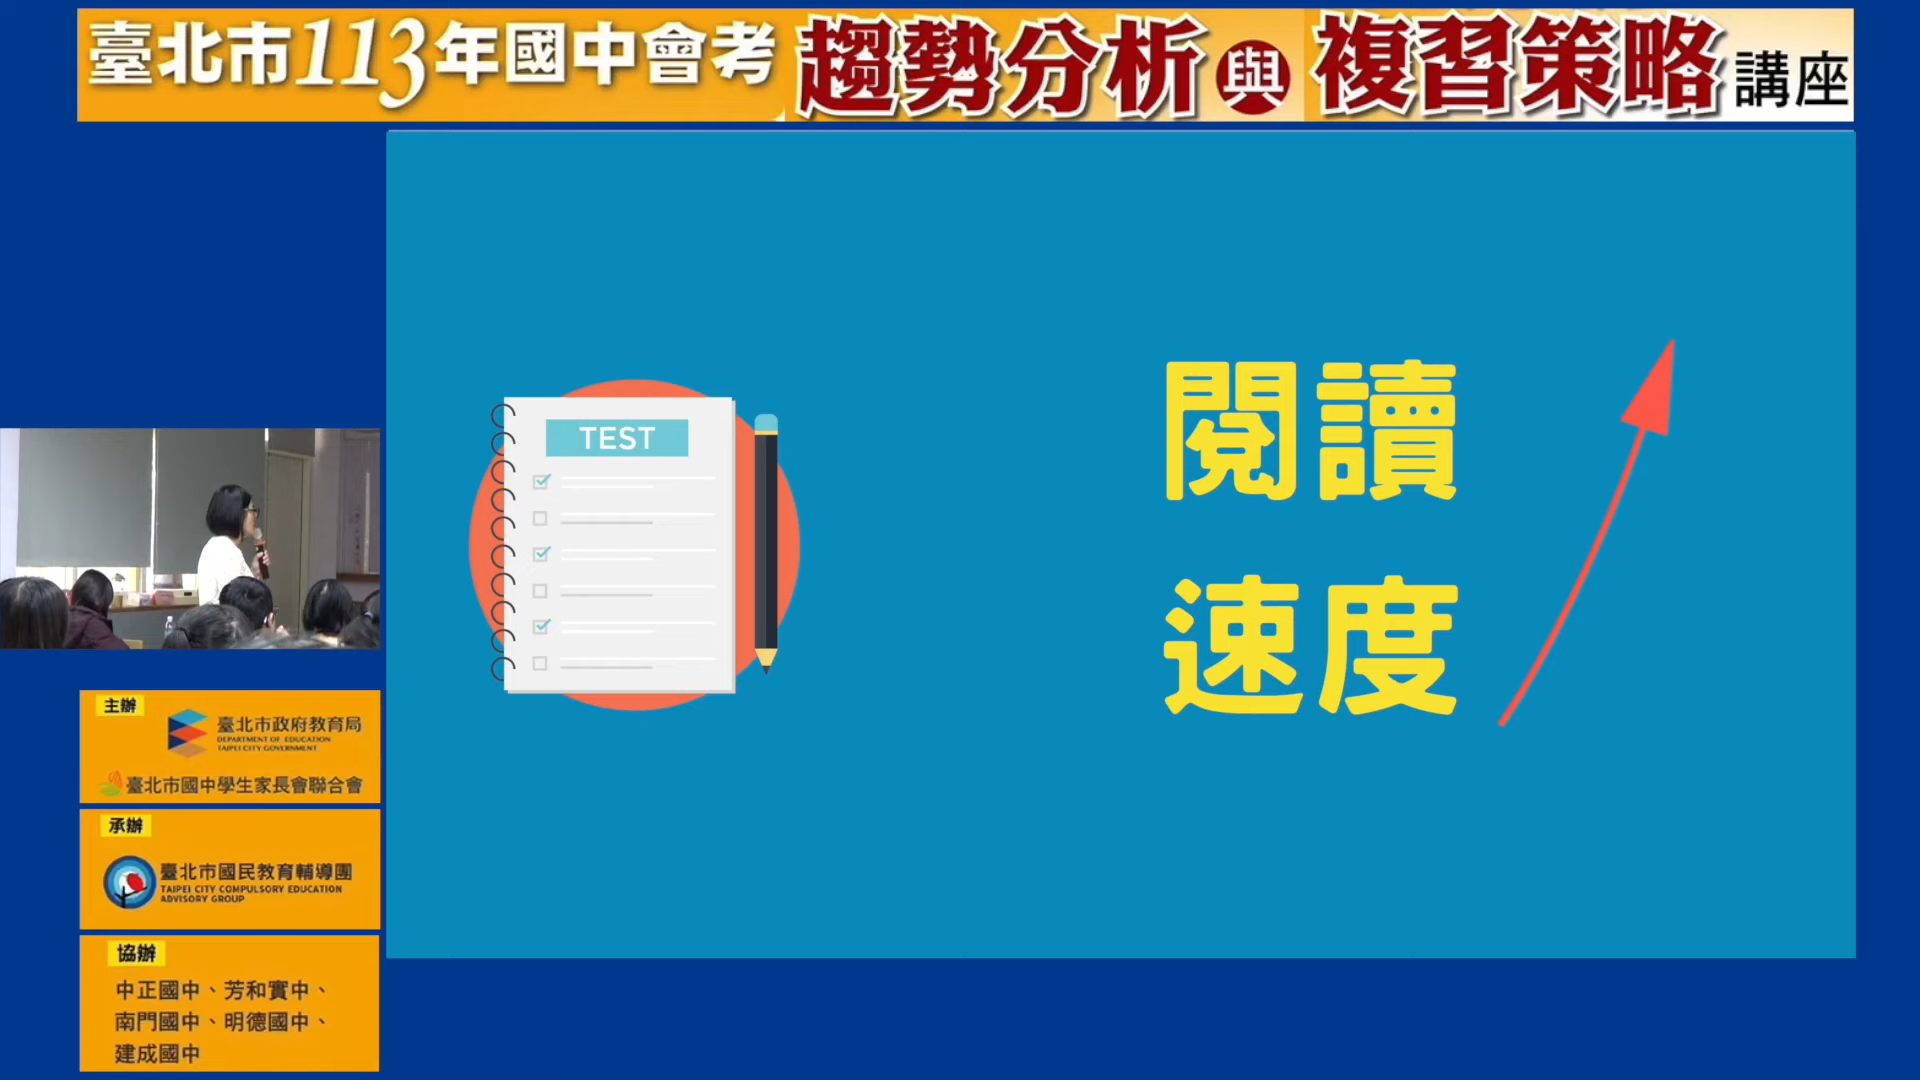 臺北市113年國中會考 趨勢分析與複習策略講座
TEST
閱讀
速度
主辦
臺北市政府教育局
DEPARTMENT OF EDUCATION
TAIPEI CITY GOVERNMENT
臺北市國中學生家長會聯合會
承辦
臺北市國民教育輔導團
TAIPEI CITY COMPULSORY EDUCATION
ADVISORY GROUP
協辦
中正國中、芳和實中、
南門國中、明德國中、
建成國中